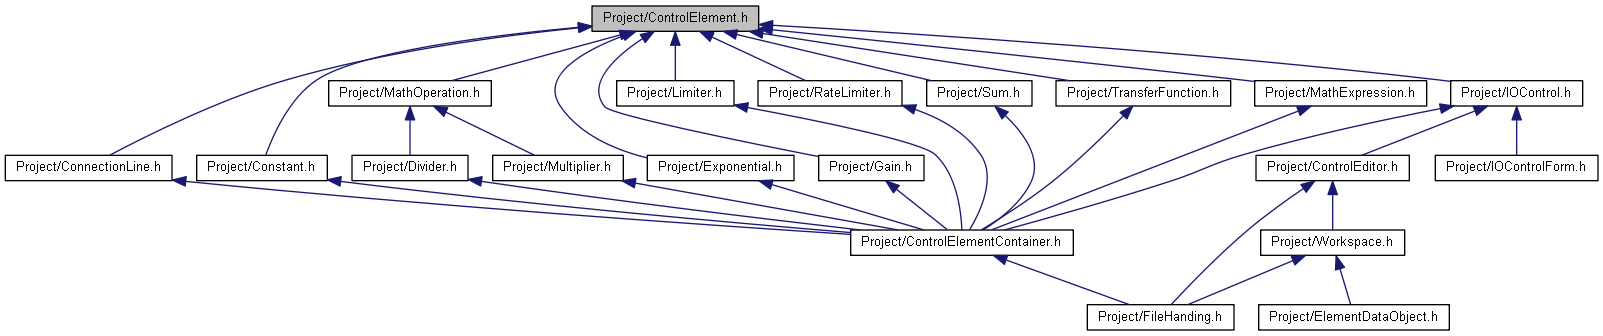 Project/ControlElement.h
Project/MathOperation.h
Project/Limiter.h
Project/RateLimiter.h
Project/Sum.h
Project/TransferFunction.h
Project/MathExpression.h
Project/IOControl.h
Project/ConnectionLine.h
Project/Constant.h
Project/Divider.h
Project/Multiplier.h
Project/Exponential.h
Project/Gain.h
Project/ControlEditor.h
Project/IOControlForm.h
Project/ControlElementContainer.h
Project/Workspace.h
Project/FileHanding.h
Project/ElementDataObject.h